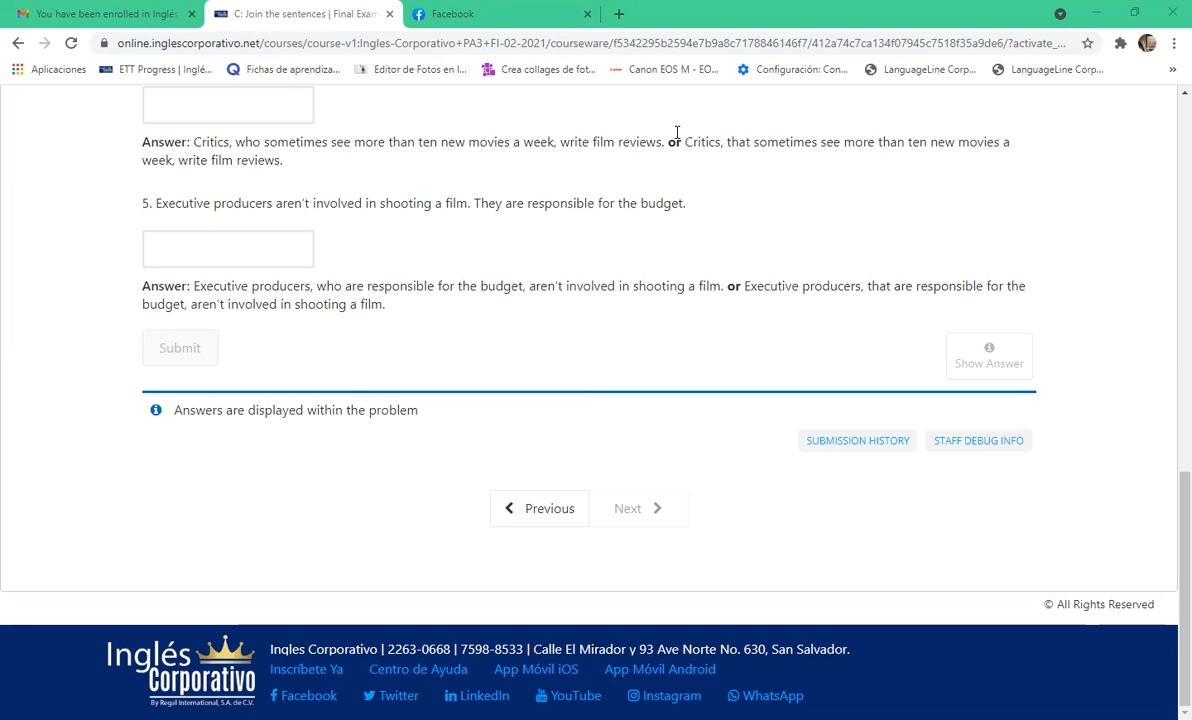 You have been enrolled in Inglés
C: Join the sentences | Final Exam
Facebook
online.inglescorporativo.net/courses/course-v1:Ingles-Corporativo+PA3+FI-02-2021/courseware/f5342295b2594e7b9a8c7178846146f7/412a74c7ca134f07945c7518f35a9de6/?activate_...
Aplicaciones ETT Progress | Inglé... Fichas de aprendiza... Editor de Fotos en l... Crea collages de fot... Canon EOS M - EO... Configuración: Con... LanguageLine Corp... LanguageLine Corp... »
Answer: Critics, who sometimes see more than ten new movies a week, write film reviews. or Critics, that sometimes see more than ten new movies a
week, write film reviews.
5. Executive producers aren´t involved in shooting a film. They are responsible for the budget.
Answer: Executive producers, who are responsible for the budget, aren´t involved in shooting a film. or Executive producers, that are responsible for the
budget, aren´t involved in shooting a film.
Submit
Show Answer
Answers are displayed within the problem
SUBMISSION HISTORY STAFF DEBUG INFO
Previous Next
© All Rights Reserved
Inglés Corporativo
By Regal International, S.A. de C.V.
Ingles Corporativo | 2263-0668 | 7598-8533 | Calle El Mirador y 93 Ave Norte No. 630, San Salvador.
Inscríbete Ya Centro de Ayuda App Móvil iOS App Móvil Android
Facebook Twitter LinkedIn YouTube Instagram WhatsApp